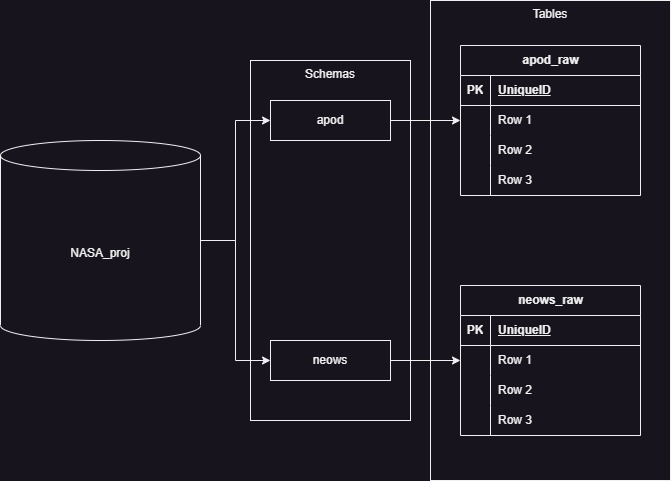 Tables
Schemas
apod_raw
PK UniqueID
apod
Row 1
Row 2
Row 3
NASA_proj
neows_raw
PK UniqueID
neows
Row 1
Row 2
Row 3